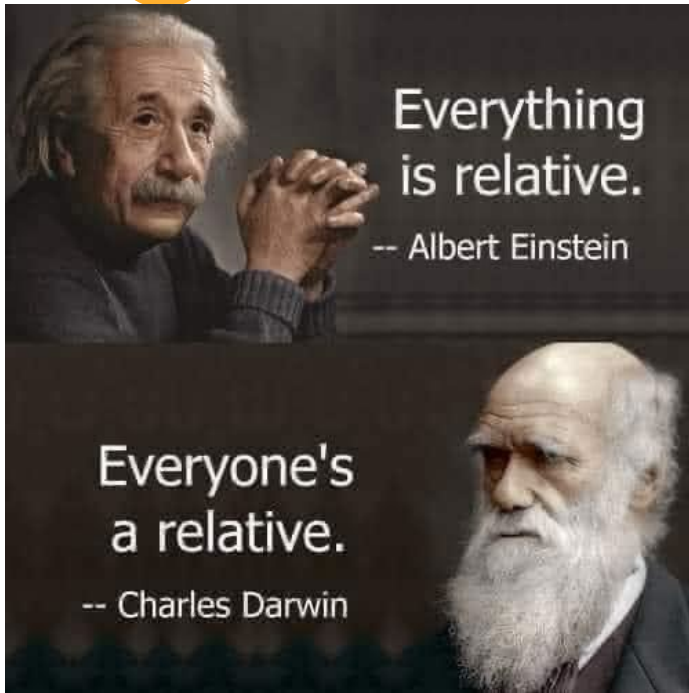 Everything
is relative.
-- Albert Einstein
Everyone's
a relative.
-- Charles Darwin